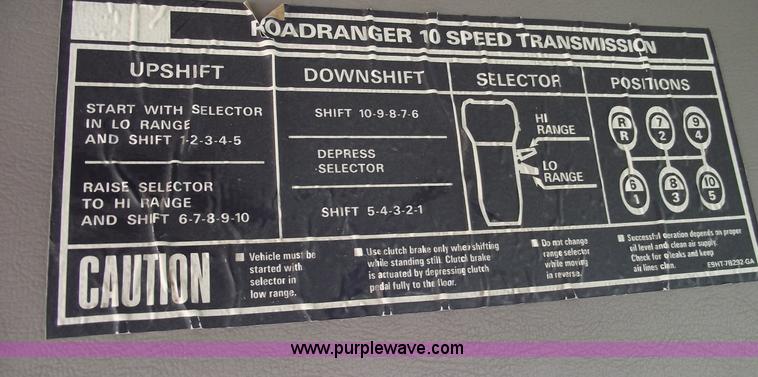 ROADRANGER 10 SPEED TRANSMISSION
UPSHIFT
START WITH SELECTOR
IN LO RANGE
AND SHIFT 1-2-3-4-5
RAISE SELECTOR
TO HI RANGE
AND SHIFT 6-7-8-9-10
DOWNSHIFT
SHIFT 10-9-8-7-6
DEPRESS
SELECTOR
SHIFT 5-4-3-2-1
SELECTOR
HI
RANGE
LO
RANGE
POSITIONS
R 7 9
R 2 4
6 8 10
1 3 5
CAUTION
Vehicle must be
started with
selector in
low range.
Use clutch brake only when shifting
while standing still. Clutch brake
is actuated by depressing clutch
pedal fully to the floor.
Do not change
range selector
while moving
in reverse.
Successful operation depends on proper
oil level and clean air supply.
Check for leaks and keep
air lines clean.
E5HT-7B292-GA
www.purplewave.com